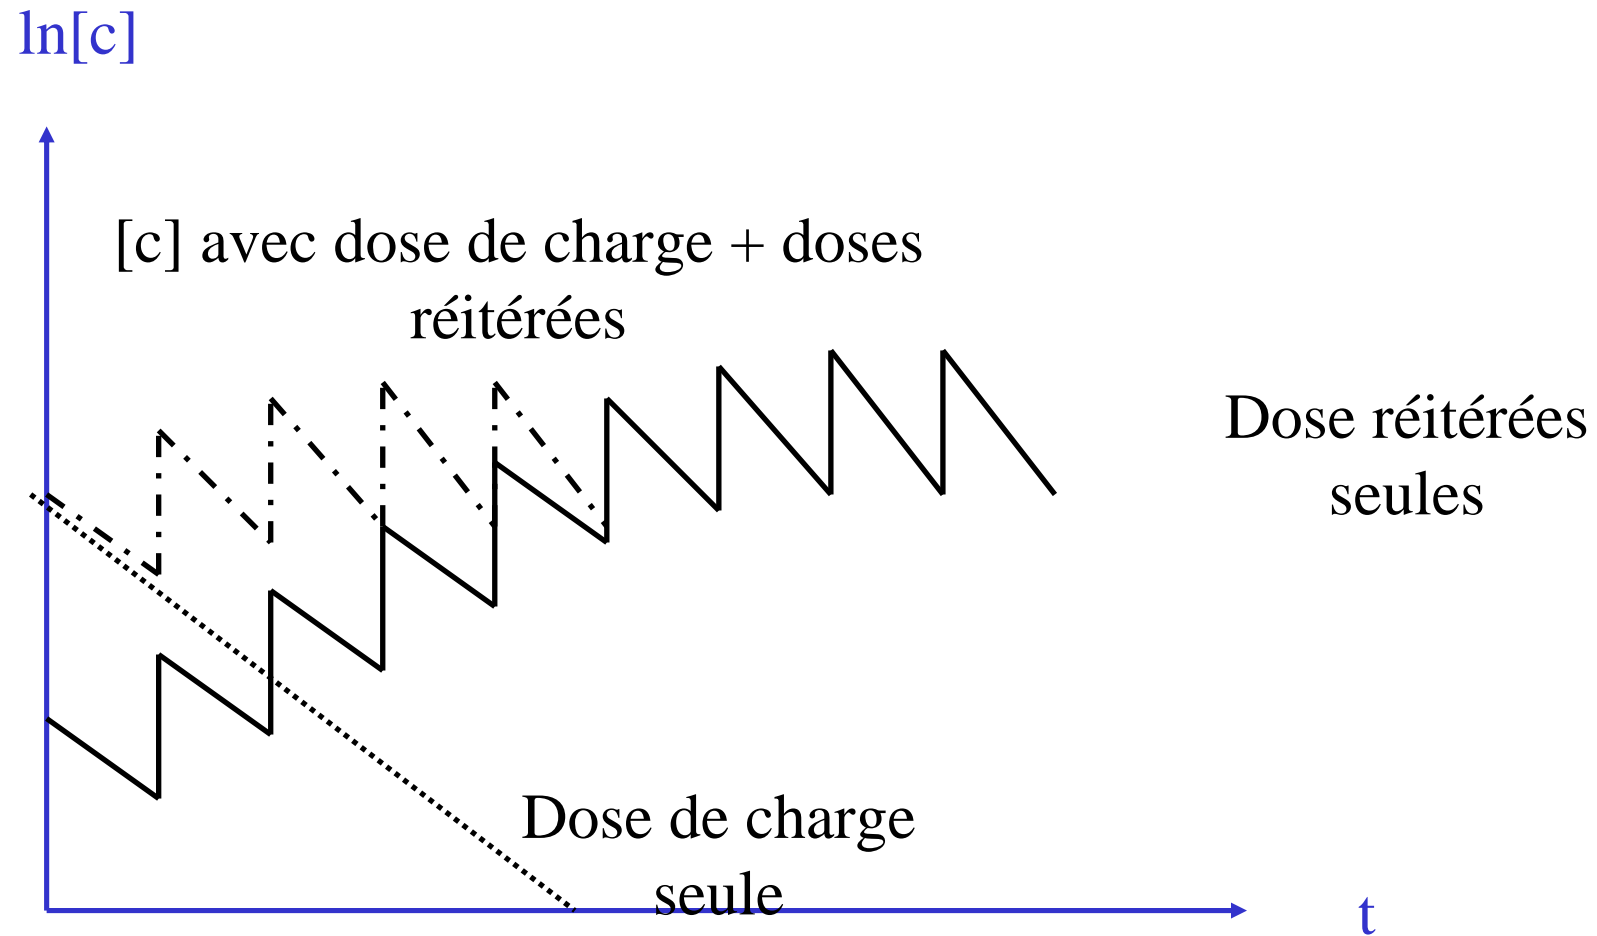 ln[c]
[c] avec dose de charge + doses
réitérées
Dose réitérées
seules
Dose de charge
seule
t